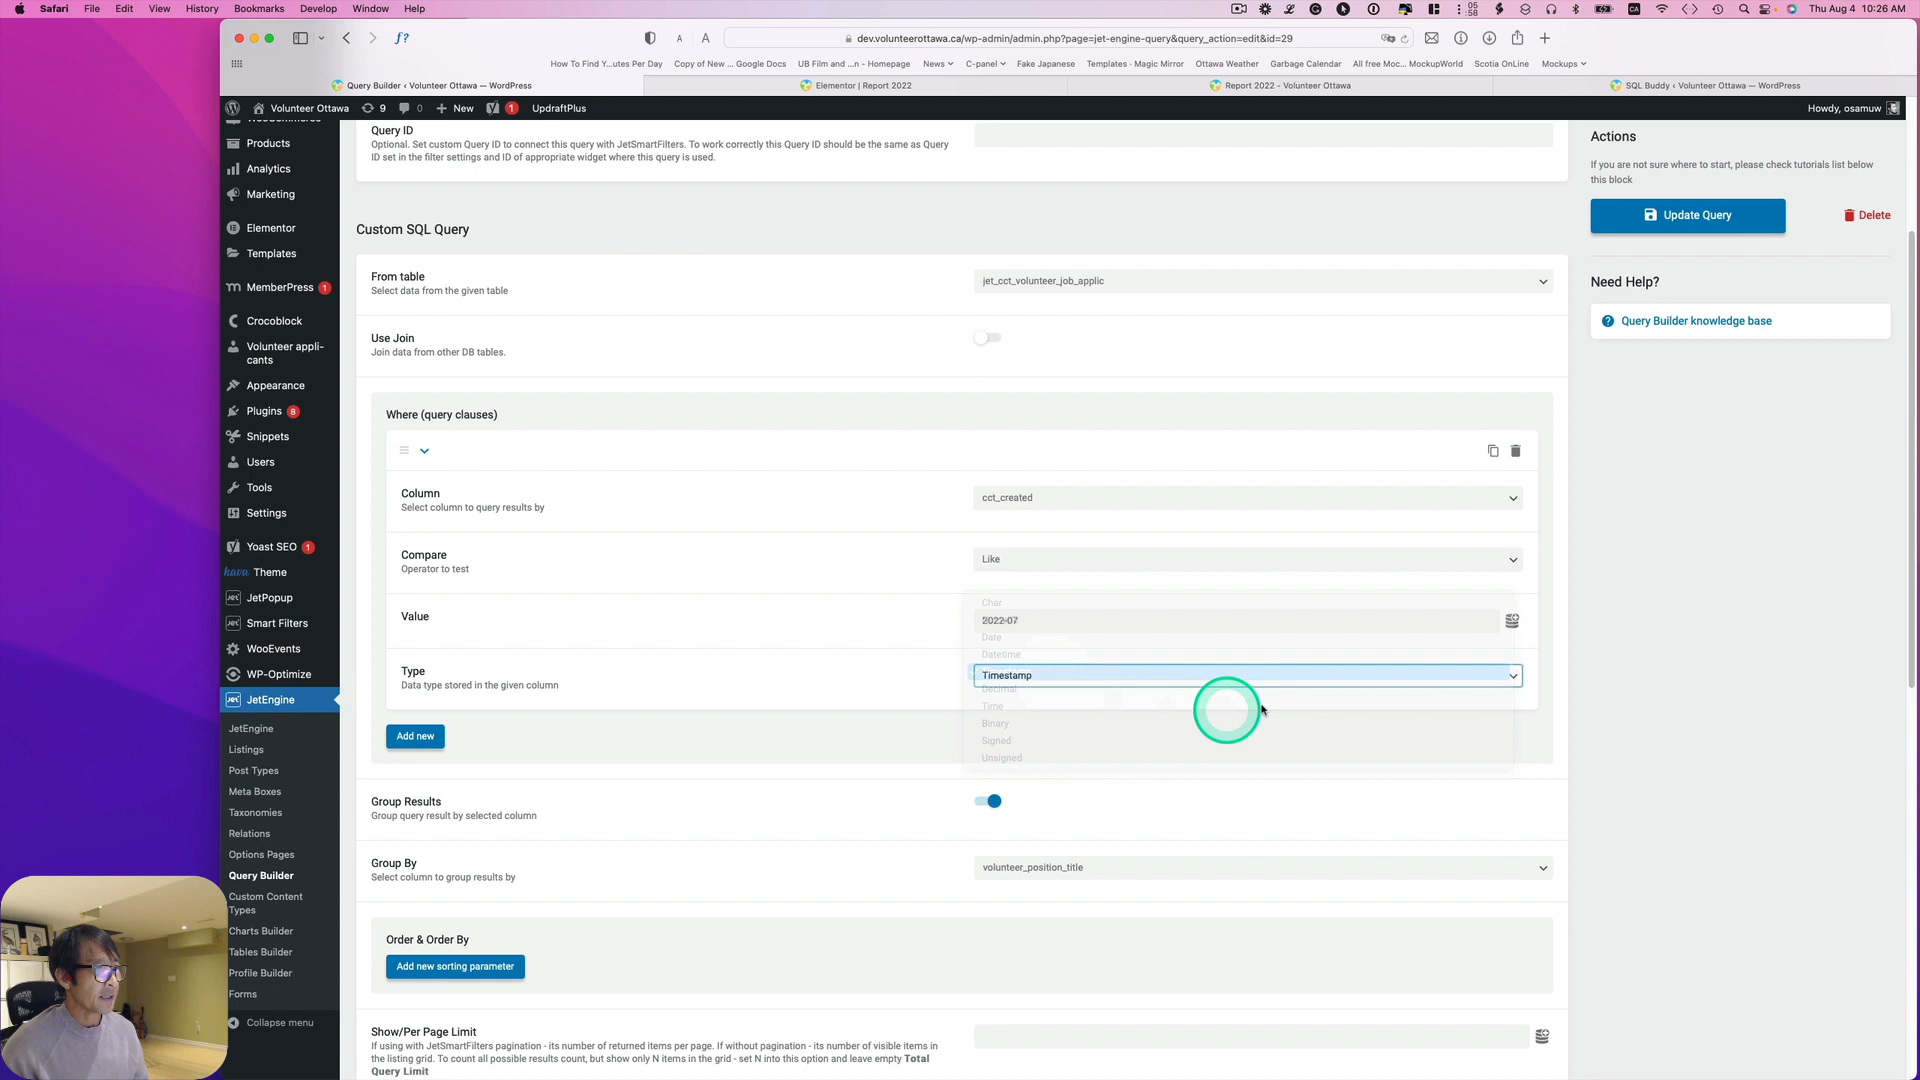 Safari File Edit View History Bookmarks Develop Window Help
05
:58
CA
Thu Aug 4 10:26 AM
f?
A A
dev.volunteerottawa.ca/wp-admin/admin.php?page=jet-engine-query&query_action=edit&id=29
How To Find Y...utes Per Day Copy of New ... Google Docs UB Film and ...n - Homepage News C-panel Fake Japanese Templates · Magic Mirror Ottawa Weather Garbage Calendar All free Moc... MockupWorld Scotia OnLine Mockups
Query Builder ‹ Volunteer Ottawa — WordPress
Elementor | Report 2022
Report 2022 - Volunteer Ottawa
SQL Buddy ‹ Volunteer Ottawa — WordPress
Volunteer Ottawa 9 0 New 1 UpdraftPlus
Howdy, osamuw
WooCommerce
Products
Analytics
Marketing
Elementor
Templates
MemberPress 1
Crocoblock
Volunteer appli-
cants
Appearance
Plugins 8
Snippets
Users
Tools
Settings
Yoast SEO 1
hava Theme
JetPopup
Smart Filters
WooEvents
WP-Optimize
JetEngine
JetEngine
Listings
Post Types
Meta Boxes
Taxonomies
Relations
Options Pages
Query Builder
Custom Content
Types
Charts Builder
Tables Builder
Profile Builder
Forms
Collapse menu
Query ID
Optional. Set custom Query ID to connect this query with JetSmartFilters. To work correctly this Query ID should be the same as Query
ID set in the filter settings and ID of appropriate widget where this query is used.
Custom SQL Query
From table
Select data from the given table
jet_cct_volunteer_job_applic
Use Join
Join data from other DB tables.
Where (query clauses)
Column
Select column to query results by
cct_created
Compare
Operator to test
Like
Value
2022-07
Type
Data type stored in the given column
Timestamp
Char
Date
Datetime
Decimal
Time
Binary
Signed
Unsigned
Add new
Group Results
Group query result by selected column
Group By
Select column to group results by
volunteer_position_title
Order & Order By
Add new sorting parameter
Show/Per Page Limit
If using with JetSmartFilters pagination - its number of returned items per page. If without pagination - its number of visible items in
the listing grid. To count all possible results count, but show only N items in the grid - set N into this option and leave empty Total
Query Limit
Actions
If you are not sure where to start, please check tutorials list below
this block
Update Query
Delete
Need Help?
Query Builder knowledge base